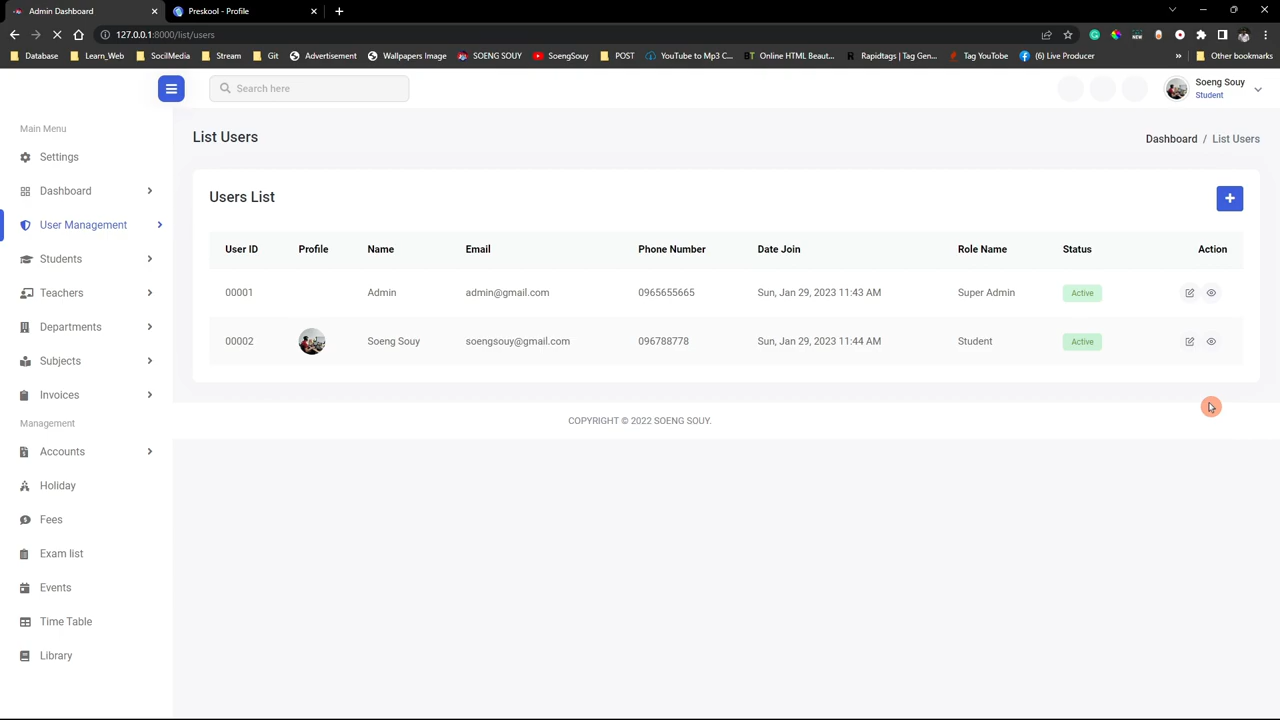 Admin Dashboard
Preskool - Profile
127.0.0.1:8000/list/users
Database
Learn_Web
SocilMedia
Stream
Git
Advertisement
Wallpapers Image
SOENG SOUY
SoengSouy
POST
YouTube to Mp3 C...
Online HTML Beaut...
Rapidtags | Tag Gen...
Tag YouTube
(6) Live Producer
Other bookmarks
Search here
Soeng Souy
Student
Main Menu
Settings
Dashboard
User Management
Students
Teachers
Departments
Subjects
Invoices
Management
Accounts
Holiday
Fees
Exam list
Events
Time Table
Library
List Users
Dashboard / List Users
Users List
User ID Profile Name Email Phone Number Date Join Role Name Status Action
00001 Admin admin@gmail.com 0965655665 Sun, Jan 29, 2023 11:43 AM Super Admin Active
00002 Soeng Souy soengsouy@gmail.com 096788778 Sun, Jan 29, 2023 11:44 AM Student Active
COPYRIGHT © 2022 SOENG SOUY.